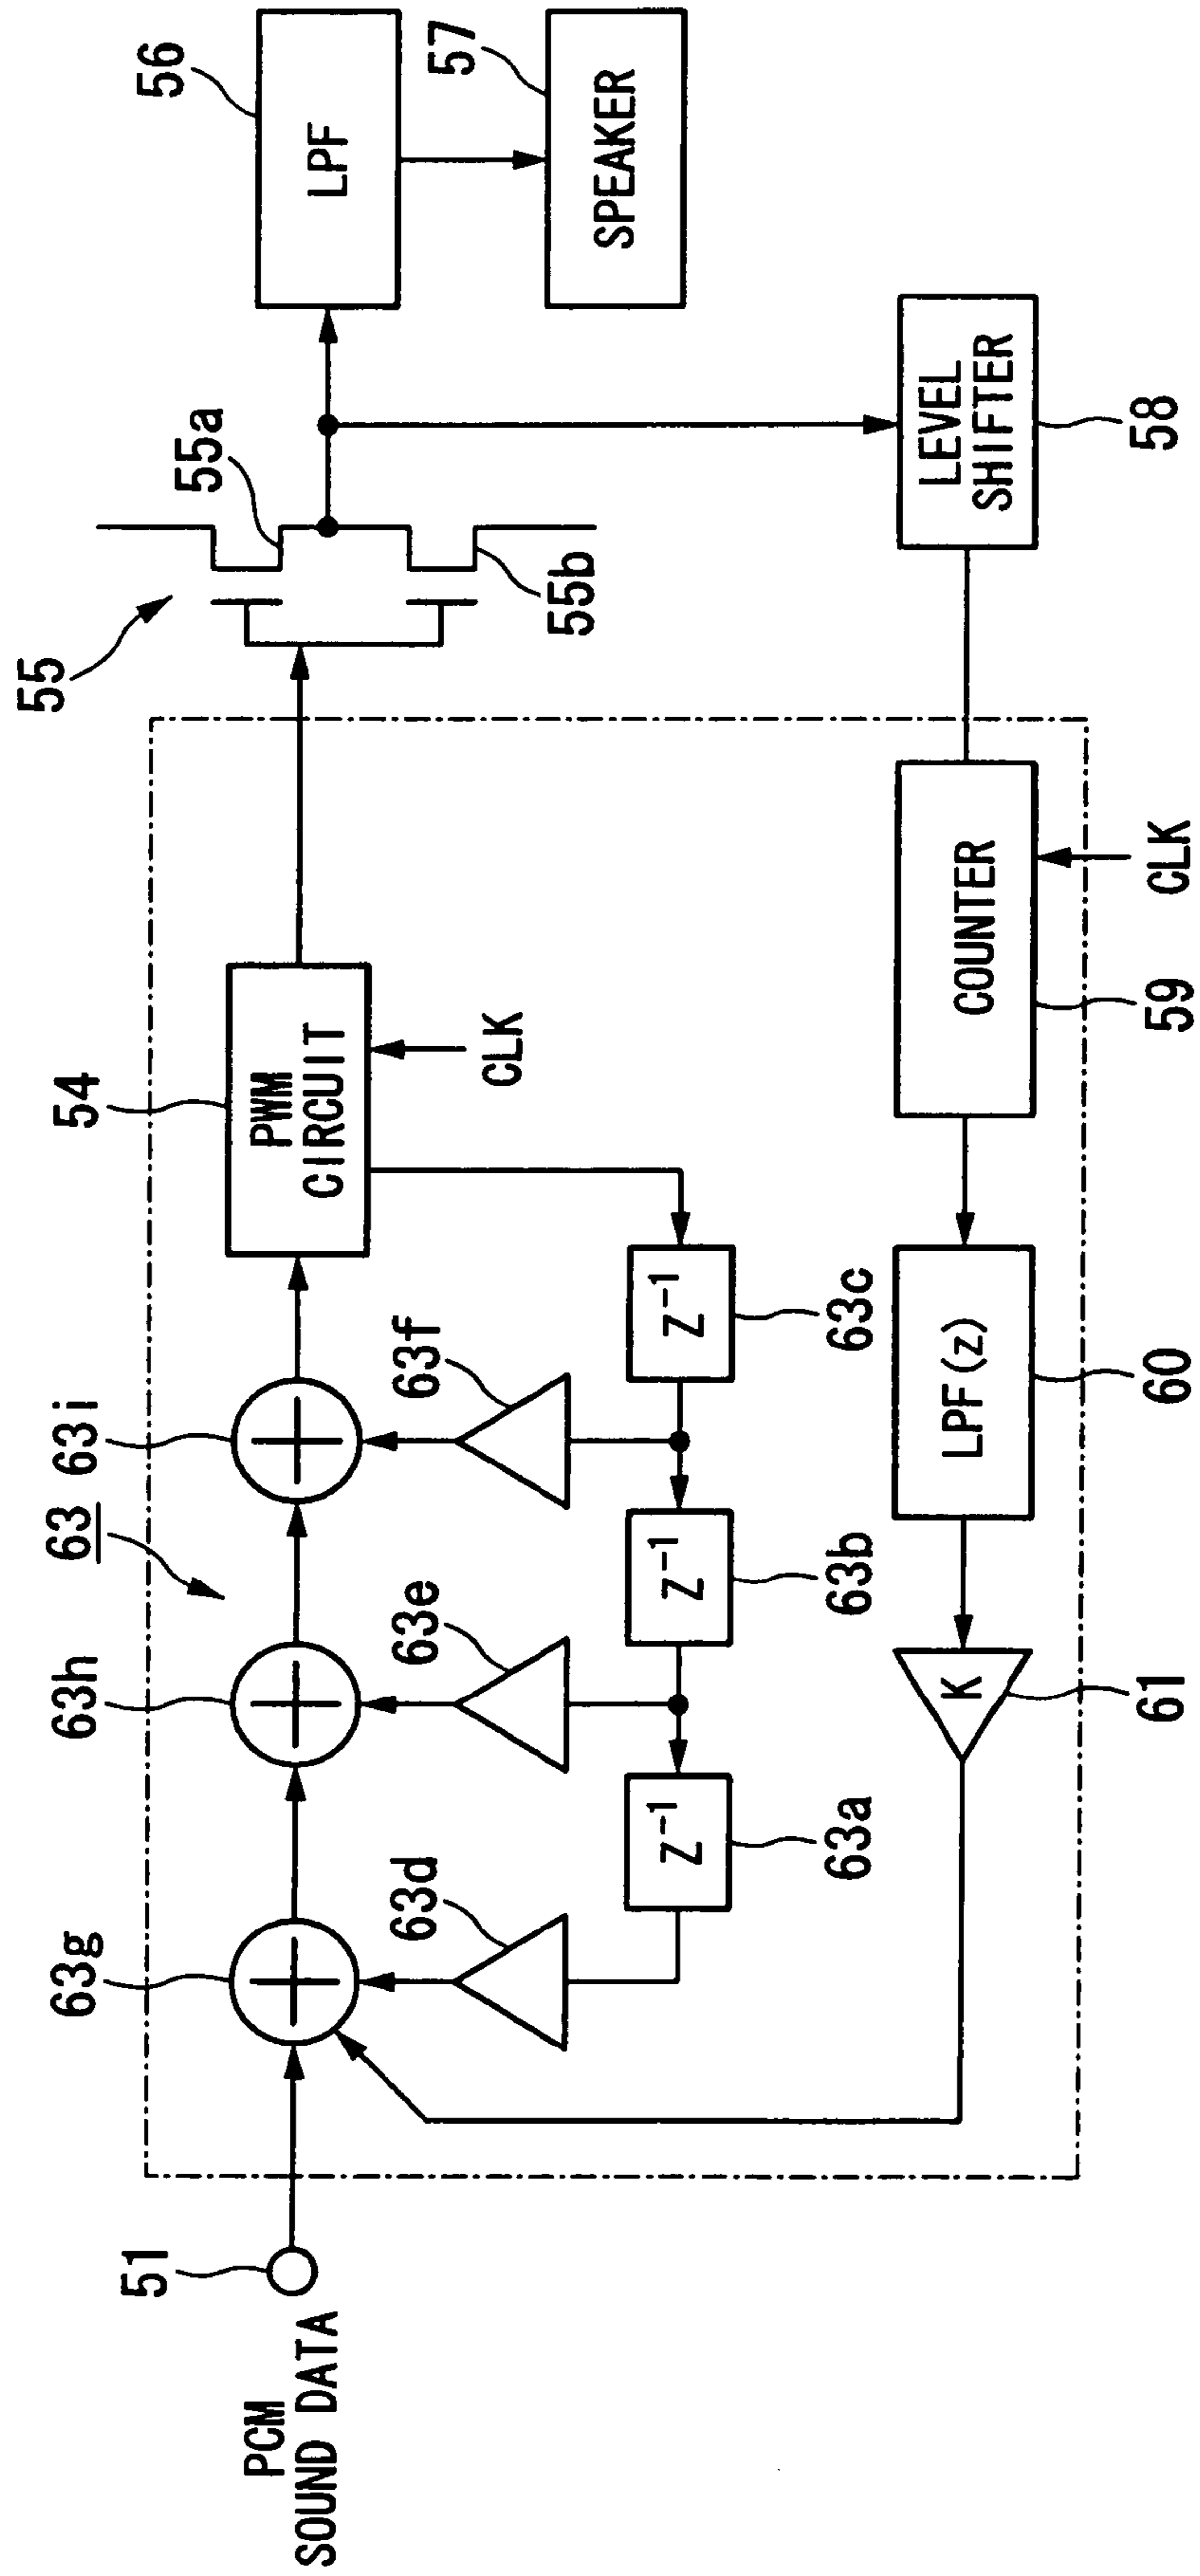 56
LPF
57
SPEAKER
55
55a
55b
LEVEL
SHIFTER
58
54
PWM
CIRCUIT
CLK
COUNTER
CLK
59
63
63i
63f
Z⁻¹
63c
63h
63e
Z⁻¹
63b
LPF(z)
60
63g
63d
Z⁻¹
63a
K
61
51
PCM
SOUND DATA